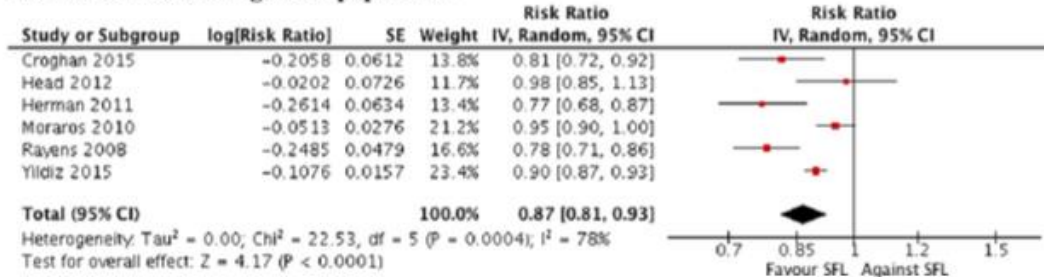 Risk Ratio Risk Ratio
Study or Subgroup log[Risk Ratio] SE Weight IV, Random, 95% CI IV, Random, 95% CI
Croghan 2015 -0.2058 0.0612 13.8% 0.81 [0.72, 0.92]
Head 2012 -0.0202 0.0726 11.7% 0.98 [0.85, 1.13]
Herman 2011 -0.2614 0.0634 13.4% 0.77 [0.68, 0.87]
Moraros 2010 -0.0513 0.0276 21.2% 0.95 [0.90, 1.00]
Rayens 2008 -0.2485 0.0479 16.6% 0.78 [0.71, 0.86]
Yildiz 2015 -0.1076 0.0157 23.4% 0.90 [0.87, 0.93]
Total (95% CI) 100.0% 0.87 [0.81, 0.93]
Heterogeneity: Tau² = 0.00; Chi² = 22.53, df = 5 (P = 0.0004); I² = 78%
Test for overall effect: Z = 4.17 (P < 0.0001)
0.7 0.85 1 1.2 1.5
Favour SFL Against SFL